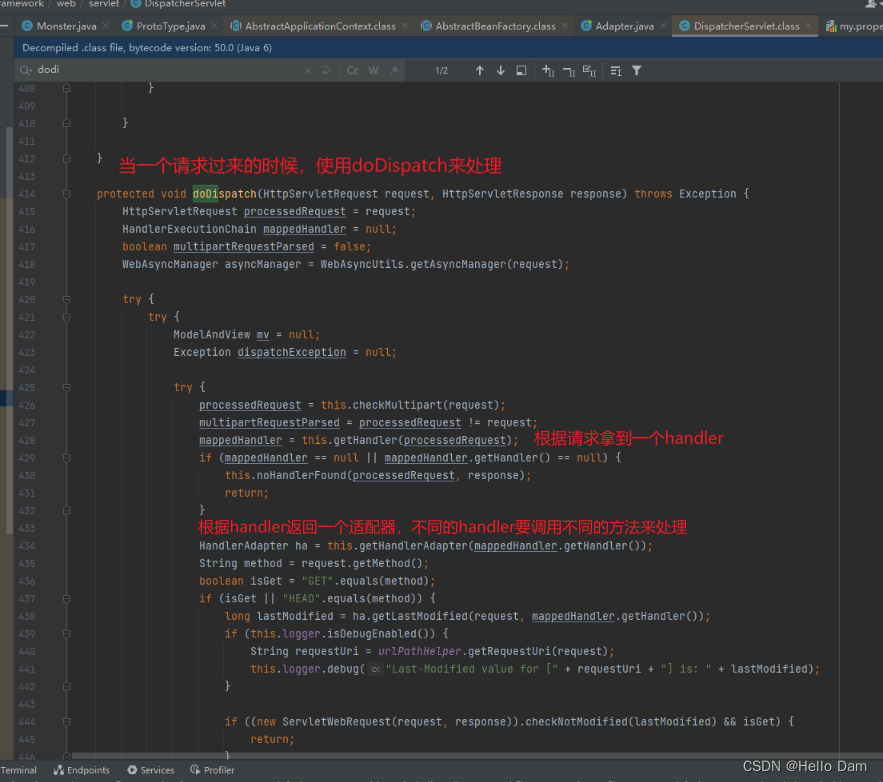 ramework › web › servlet › DispatcherServlet
Monster.java × ProtoType.java × AbstractApplicationContext.class × AbstractBeanFactory.class × Adapter.java × DispatcherServlet.class × my.prope
Decompiled .class file, bytecode version: 50.0 (Java 6)
dodi × Cc W .* 1/2
408 }
409
410 }
411
412 } 当一个请求过来的时候，使用doDispatch来处理
413
414 protected void doDispatch(HttpServletRequest request, HttpServletResponse response) throws Exception {
415 HttpServletRequest processedRequest = request;
416 HandlerExecutionChain mappedHandler = null;
417 boolean multipartRequestParsed = false;
418 WebAsyncManager asyncManager = WebAsyncUtils.getAsyncManager(request);
419
420 try {
421 try {
422 ModelAndView mv = null;
423 Exception dispatchException = null;
424
425 try {
426 processedRequest = this.checkMultipart(request);
427 multipartRequestParsed = processedRequest != request;
428 mappedHandler = this.getHandler(processedRequest); 根据请求拿到一个handler
429 if (mappedHandler == null || mappedHandler.getHandler() == null) {
430 this.noHandlerFound(processedRequest, response);
431 return;
432 }
433 根据handler返回一个适配器，不同的handler要调用不同的方法来处理
434 HandlerAdapter ha = this.getHandlerAdapter(mappedHandler.getHandler());
435 String method = request.getMethod();
436 boolean isGet = "GET".equals(method);
437 if (isGet || "HEAD".equals(method)) {
438 long lastModified = ha.getLastModified(request, mappedHandler.getHandler());
439 if (this.logger.isDebugEnabled()) {
440 String requestUri = urlPathHelper.getRequestUri(request);
441 this.logger.debug( o: "Last-Modified value for [" + requestUri + "] is: " + lastModified);
442 }
443
444 if ((new ServletWebRequest(request, response)).checkNotModified(lastModified) && isGet) {
445 return;
446 }
Terminal Endpoints Services Profiler
CSDN @Hello Dam